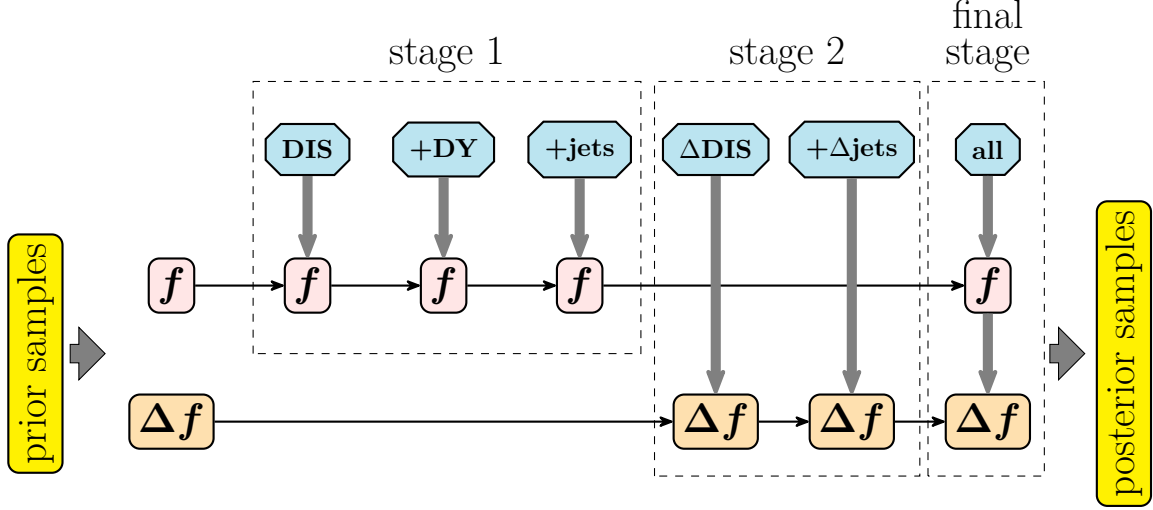 final
stage 1
stage 2
stage
DIS
+DY
+jets
ΔDIS
+Δjets
all
prior samples
f
f
f
f
f
Δf
Δf
Δf
Δf
posterior samples